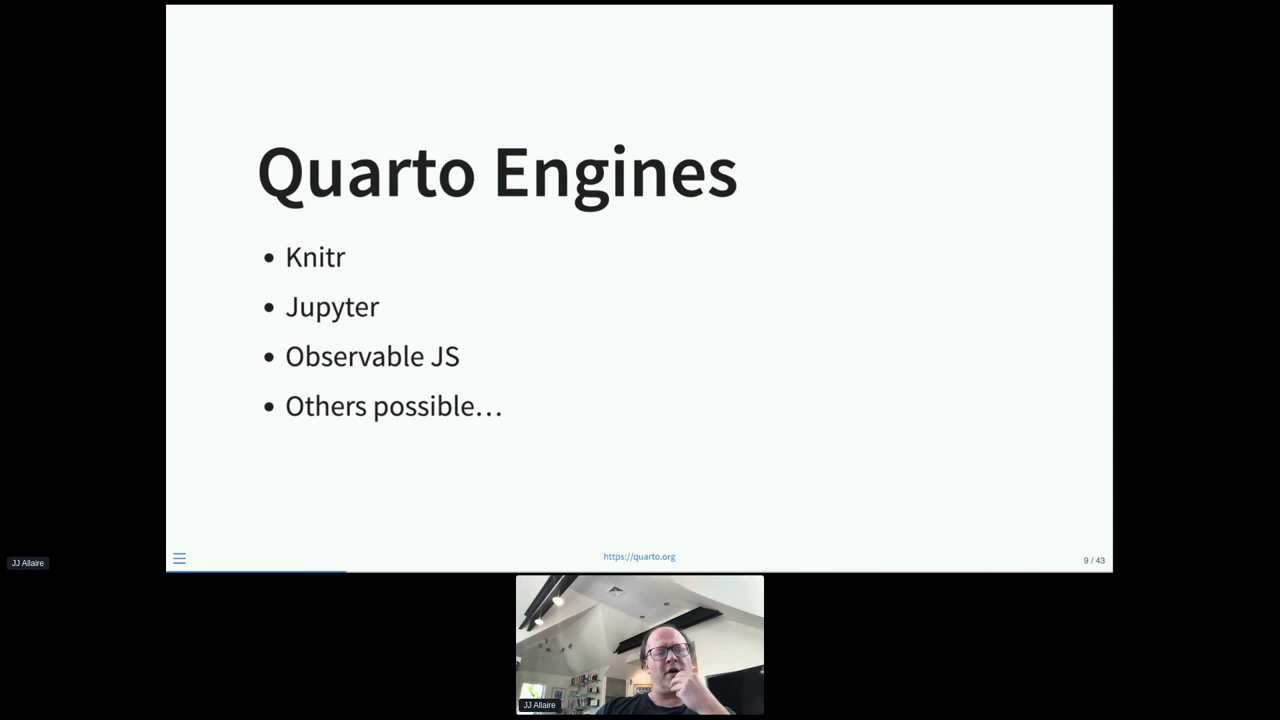 Quarto Engines
• Knitr
• Jupyter
• Observable JS
• Others possible…
https://quarto.org
9 / 43
JJ Allaire
JJ Allaire